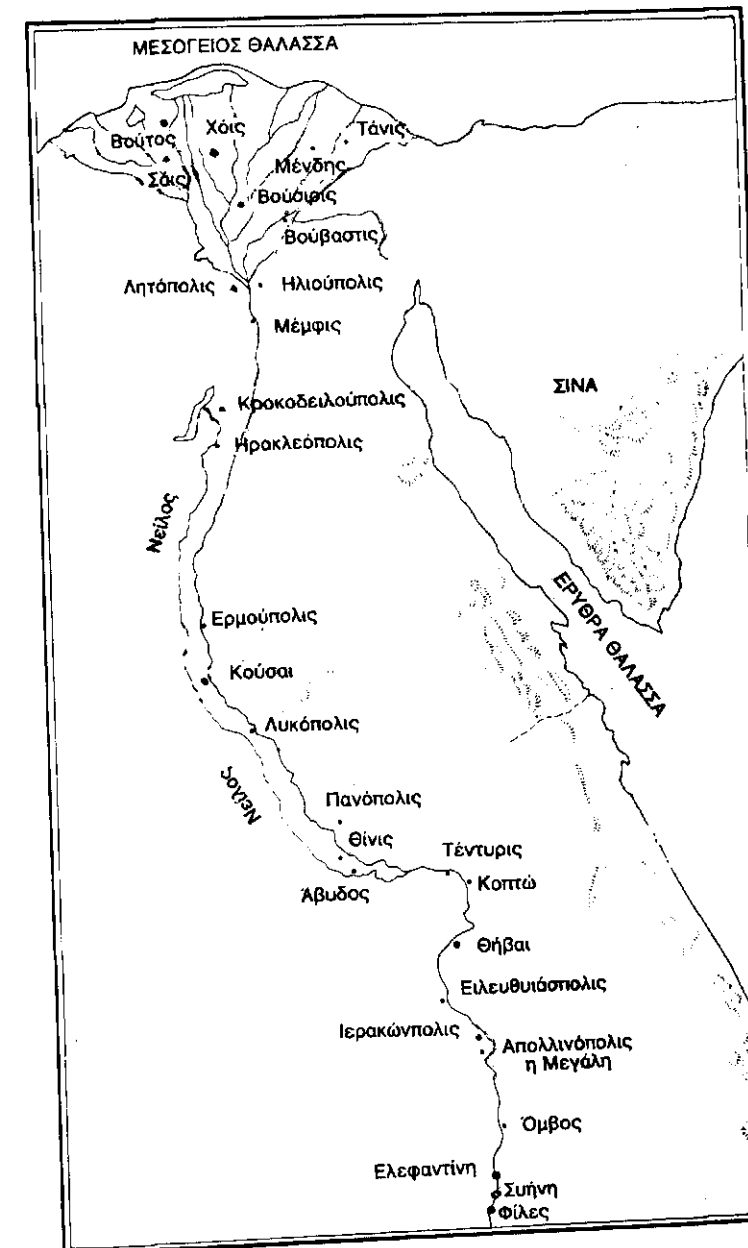 ΜΕΣΟΓΕΙΟΣ ΘΑΛΑΣΣΑ
Βούτος
Χόις
Τάνις
Μένδης
Σάις
Βούσιρις
Βούβαστις
Λητόπολις
Ηλιούπολις
Μέμφις
ΣΙΝΑ
Κροκοδειλούπολις
Ηρακλεόπολις
Νείλος
ΕΡΥΘΡΑ ΘΑΛΑΣΣΑ
Ερμούπολις
Κούσαι
Λυκόπολις
Νείλος
Πανόπολις
Θίνις
Τέντυρις
Άβυδος
Κοπτώ
Θήβαι
Ειλευθυιάσπολις
Ιερακώνπολις
Απολλινόπολις
η Μεγάλη
Όμβος
Ελεφαντίνη
Συήνη
Φίλες